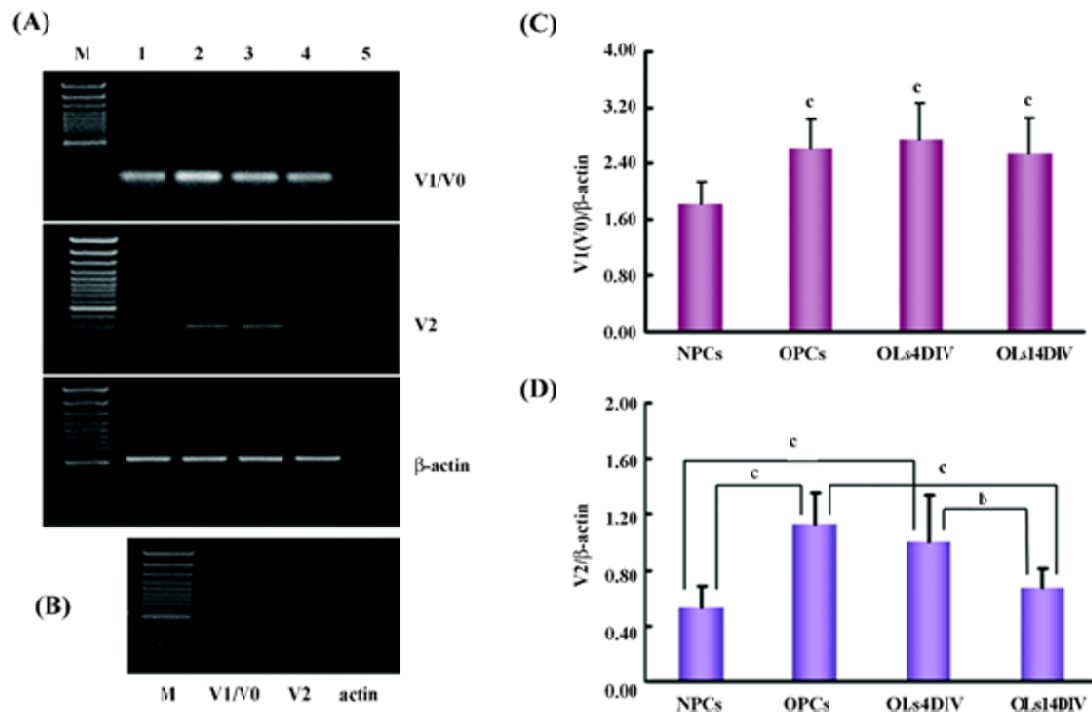 (A)
M 1 2 3 4 5
V1/V0
V2
β-actin
(B)
M V1/V0 V2 actin
(C)
4.00
3.20
2.40
1.60
0.80
0.00
V1(V0)/β-actin
c c c
NPCs OPCs OLs4DIV OLs14DIV
(D)
2.00
1.60
1.20
0.80
0.40
0.00
V2/β-actin
c
c c
b
NPCs OPCs OLs4DIV OLs14DIV